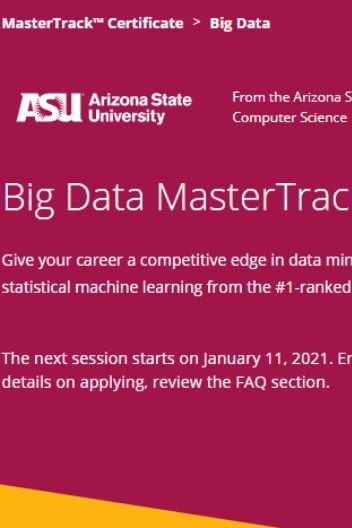 MasterTrack™ Certificate > Big Data
ASU Arizona State University
From the Arizona S
Computer Science
Big Data MasterTrac
Give your career a competitive edge in data min
statistical machine learning from the #1-ranked
The next session starts on January 11, 2021. En
details on applying, review the FAQ section.